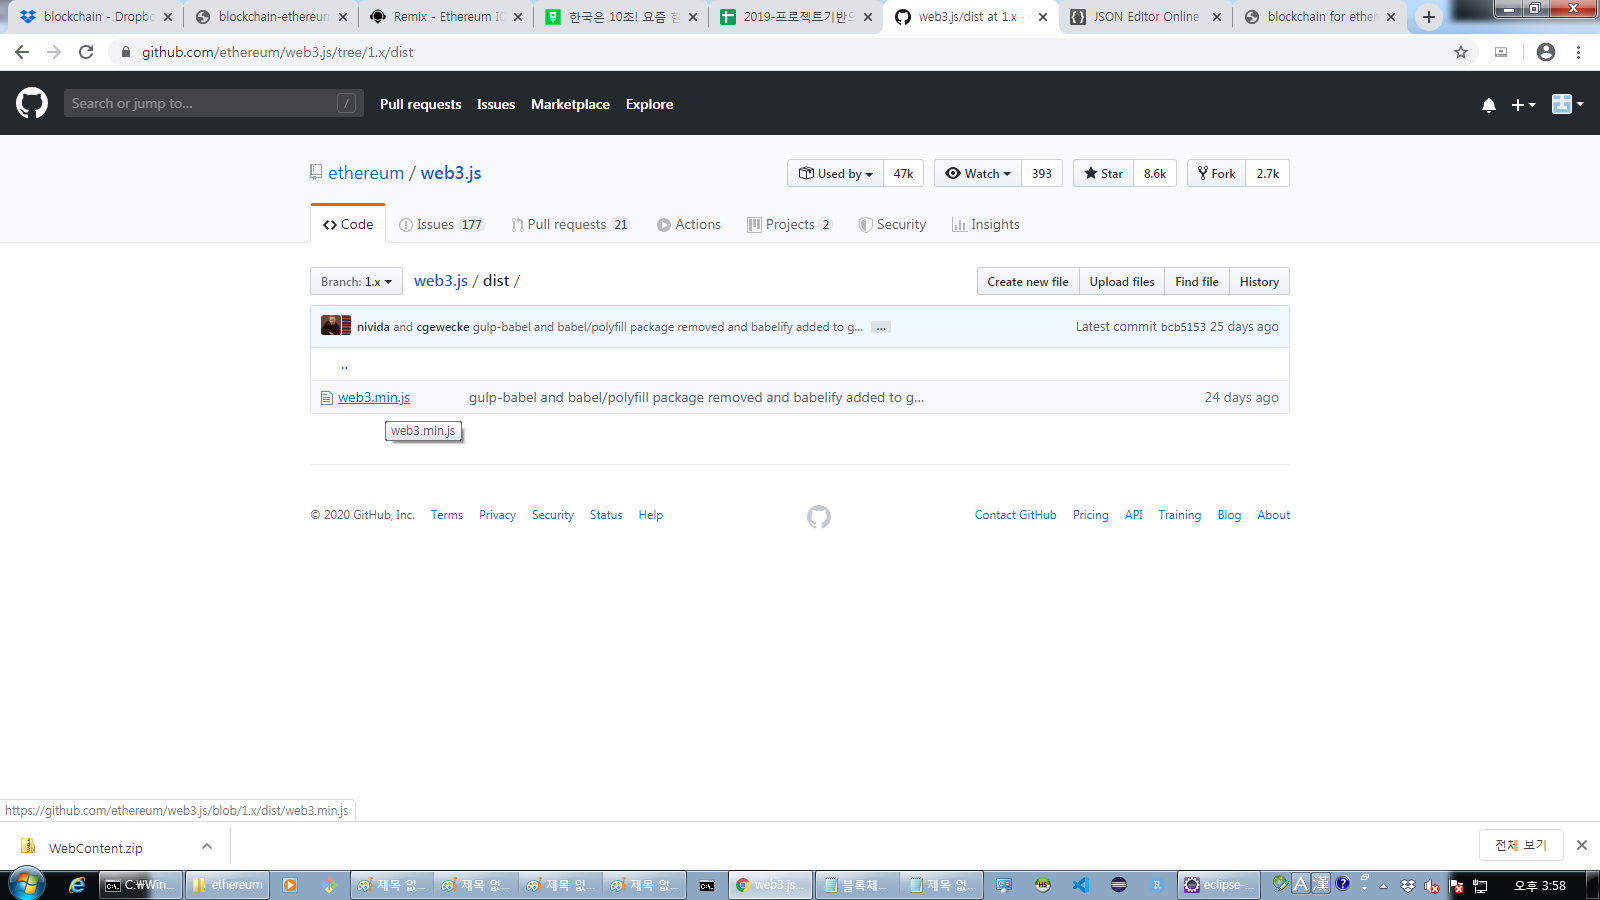 blockchain - Dropbo
blockchain-ethereum
Remix - Ethereum ID
한국은 10초! 요즘 한
2019-프로젝트기반
web3.js/dist at 1.x ·
JSON Editor Online
blockchain for ether
github.com/ethereum/web3.js/tree/1.x/dist
Search or jump to... /
Pull requests Issues Marketplace Explore
ethereum / web3.js
Used by 47k Watch 393 Star 8.6k Fork 2.7k
Code Issues 177 Pull requests 21 Actions Projects 2 Security Insights
Branch: 1.x web3.js / dist / Create new file Upload files Find file History
nivida and cgewecke gulp-babel and babel/polyfill package removed and babelify added to g... ... Latest commit bcb5153 25 days ago
..
web3.min.js gulp-babel and babel/polyfill package removed and babelify added to g... 24 days ago
web3.min.js
© 2020 GitHub, Inc. Terms Privacy Security Status Help Contact GitHub Pricing API Training Blog About
https://github.com/ethereum/web3.js/blob/1.x/dist/web3.min.js
WebContent.zip 전체 보기
C:₩Win... ethereum 제목 없... 제목 없... 제목 없... 제목 없... web3.js... 블록체... 제목 없... HS R eclipse-... A 漢 오후 3:58